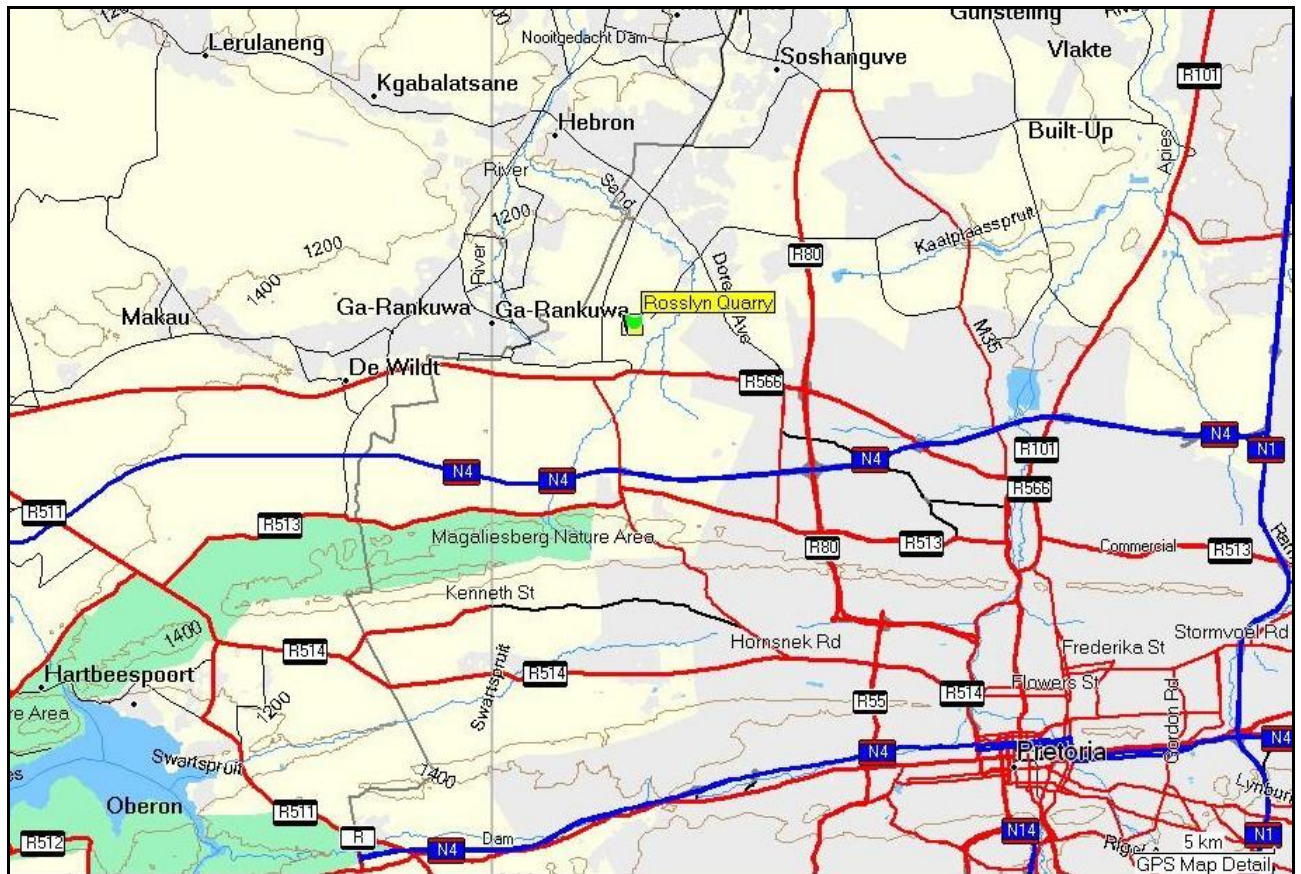 Gunsteling
Lerulaneng
Nooitgedacht Dam
Soshanguve
Vlakte
R101
Kgabalatsane
Hebron
Built-Up
Apies
River
Sand
1200
Kaalplaasspruit
1200
R80
River
1400
Rosslyn Quarry
Makau
Ga-Rankuwa
Ga-Rankuwa
M35
De Wildt
R566
N4
N4
N4
N4
R101
N1
R566
R511
R513
Magaliesberg Nature Area
R80
R513
Commercial
R513
Kenneth St
1400
R514
Hornsnek Rd
Stormvoel Rd
Frederika St
Hartbeespoort
Swartspruit
R514
Flowers St
R514
R55
Gordon Rd
1200
re Area
Swartspruit
1400
N4
Pretoria
N4
Oberon
R511
R512
R
N4
Dam
N14
N1
5 km
GPS Map Detail